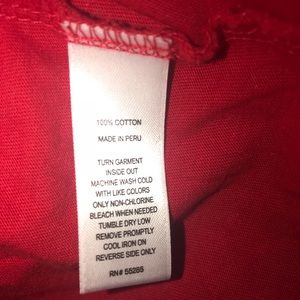 100% COTTON
MADE IN PERU
TURN GARMENT
INSIDE OUT
MACHINE WASH COLD
WITH LIKE COLORS
ONLY NON-CHLORINE
BLEACH WHEN NEEDED
TUMBLE DRY LOW
REMOVE PROMPTLY
COOL IRON ON
REVERSE SIDE ONLY
RN# 55285